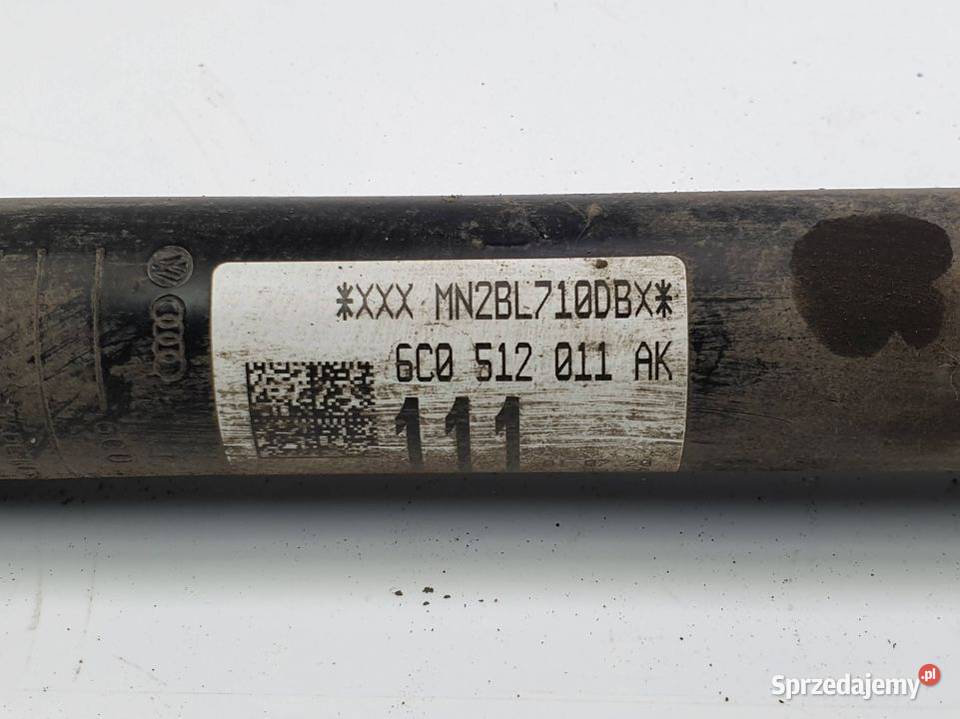 *XXX MN2BL710DBX*
6C0 512 011 AK
111
Sprzedajemy.pl